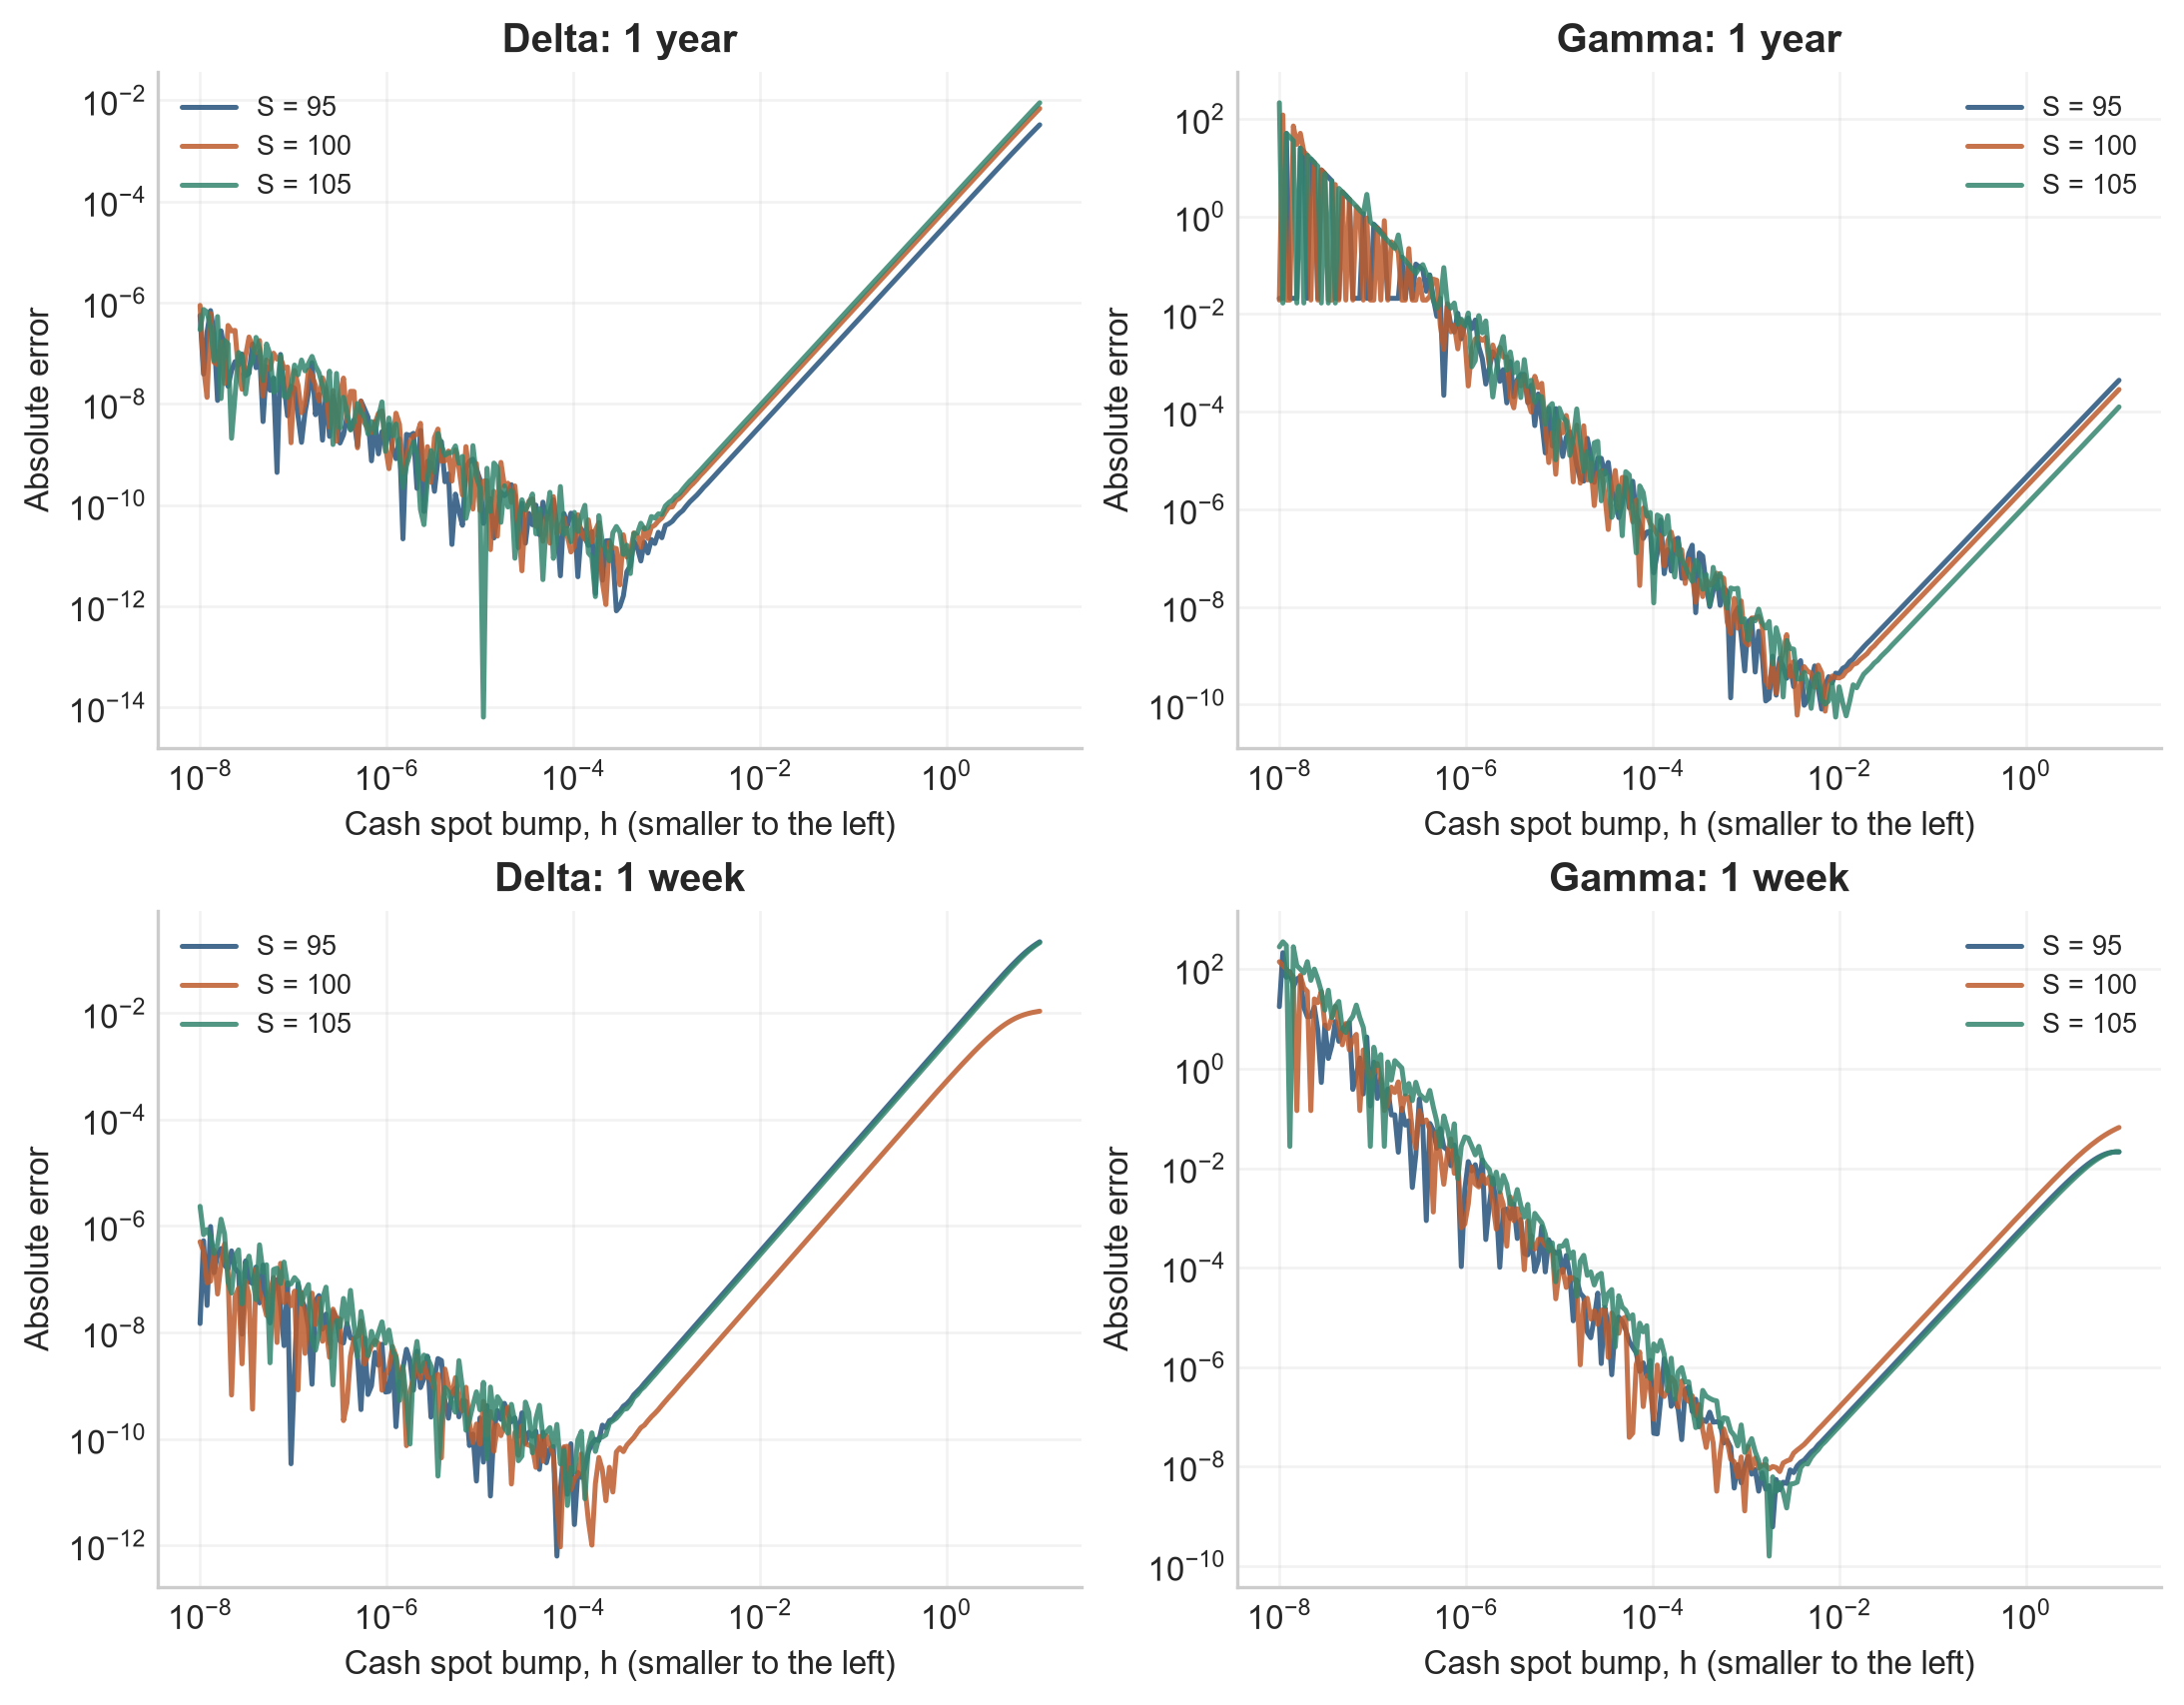 Delta: 1 year
Absolute error
10⁻²
10⁻⁴
10⁻⁶
10⁻⁸
10⁻¹⁰
10⁻¹²
10⁻¹⁴
S = 95
S = 100
S = 105
10⁻⁸ 10⁻⁶ 10⁻⁴ 10⁻² 10⁰
Cash spot bump, h (smaller to the left)
Gamma: 1 year
Absolute error
10²
10⁰
10⁻²
10⁻⁴
10⁻⁶
10⁻⁸
10⁻¹⁰
S = 95
S = 100
S = 105
10⁻⁸ 10⁻⁶ 10⁻⁴ 10⁻² 10⁰
Cash spot bump, h (smaller to the left)
Delta: 1 week
Absolute error
10⁻²
10⁻⁴
10⁻⁶
10⁻⁸
10⁻¹⁰
10⁻¹²
S = 95
S = 100
S = 105
10⁻⁸ 10⁻⁶ 10⁻⁴ 10⁻² 10⁰
Cash spot bump, h (smaller to the left)
Gamma: 1 week
Absolute error
10²
10⁰
10⁻²
10⁻⁴
10⁻⁶
10⁻⁸
10⁻¹⁰
S = 95
S = 100
S = 105
10⁻⁸ 10⁻⁶ 10⁻⁴ 10⁻² 10⁰
Cash spot bump, h (smaller to the left)